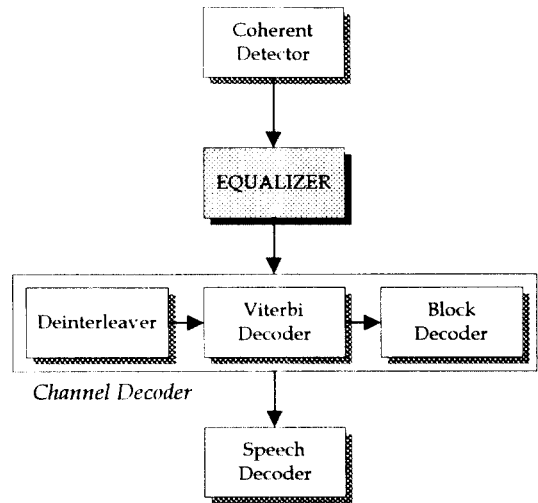 Coherent
Detector
EQUALIZER
Deinterleaver
Viterbi
Decoder
Block
Decoder
Channel Decoder
Speech
Decoder